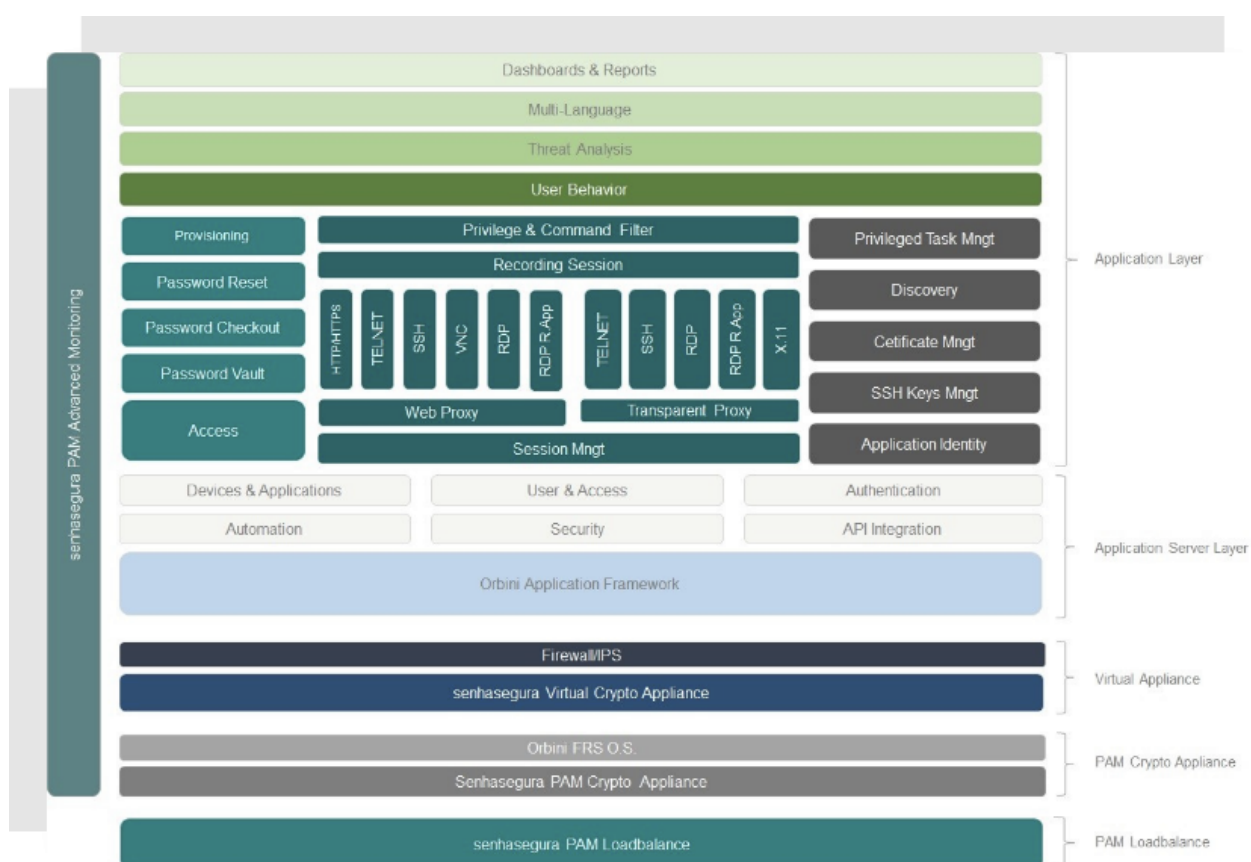 Dashboards & Reports
Multi-Language
Threat Analysis
User Behavior
Provisioning
Password Reset
Password Checkout
Password Vault
Access
Privilege & Command Filter
Recording Session
HTTP/HTTPS
TELNET
SSH
VNC
RDP
RDP R.App
TELNET
SSH
RDP
RDP R.App
X.11
Web Proxy
Transparent Proxy
Session Mngt
Privileged Task Mngt
Discovery
Cetificate Mngt
SSH Keys Mngt
Application Identity
Application Layer
Devices & Applications
User & Access
Authentication
Automation
Security
API Integration
Orbini Application Framework
Application Server Layer
Firewall/IPS
senhasegura Virtual Crypto Appliance
Virtual Appliance
Orbini FRS O.S.
Senhasegura PAM Crypto Appliance
PAM Crypto Appliance
senhasegura PAM Loadbalance
PAM Loadbalance
senhasegura PAM Advanced Monitoring